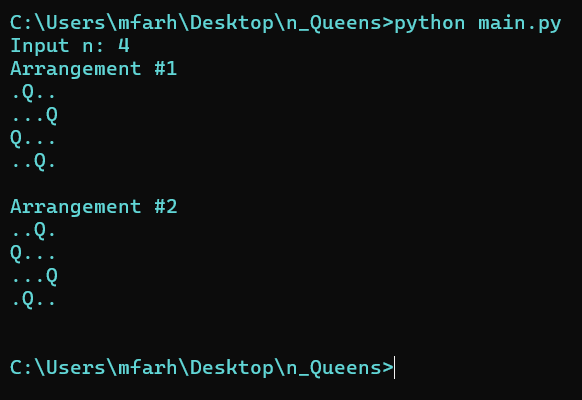 C:\Users\mfarh\Desktop\n_Queens>python main.py
Input n: 4
Arrangement #1
.Q..
...Q
Q...
..Q.
Arrangement #2
..Q.
Q...
...Q
.Q..
C:\Users\mfarh\Desktop\n_Queens>